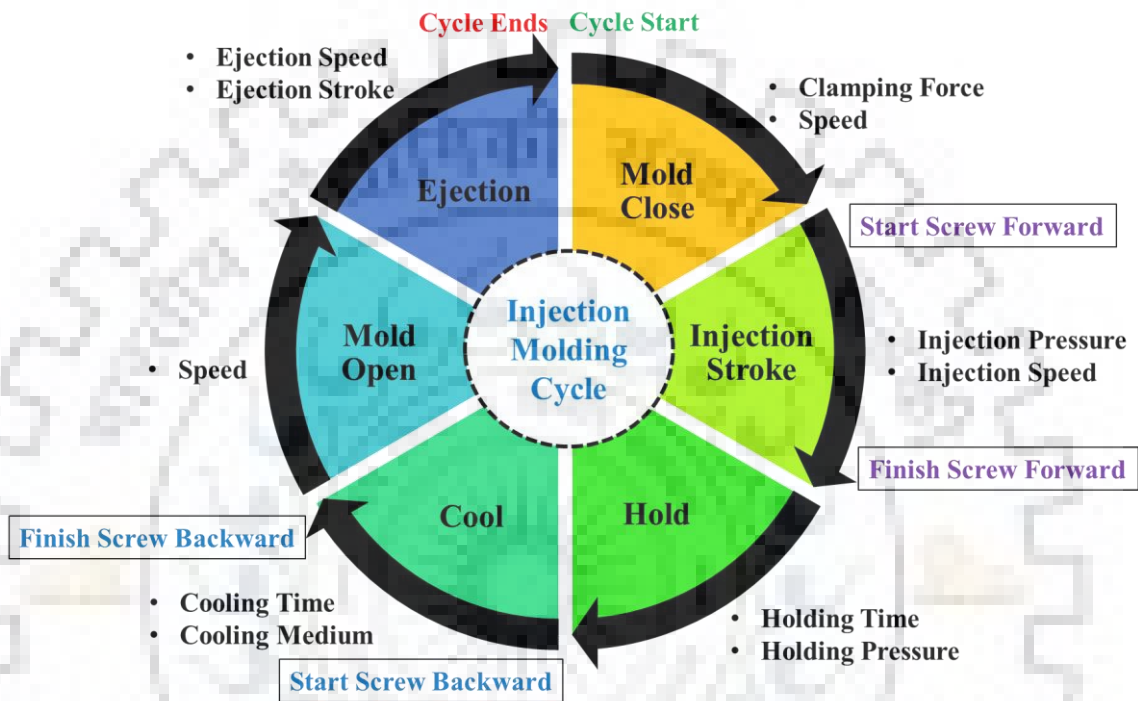 Cycle Ends Cycle Start
• Ejection Speed
• Ejection Stroke
• Clamping Force
• Speed
Ejection
Mold
Close
Start Screw Forward
Injection
Molding
Cycle
Mold
Open
Injection
Stroke
• Speed
• Injection Pressure
• Injection Speed
Finish Screw Forward
Cool
Hold
Finish Screw Backward
• Cooling Time
• Cooling Medium
• Holding Time
• Holding Pressure
Start Screw Backward